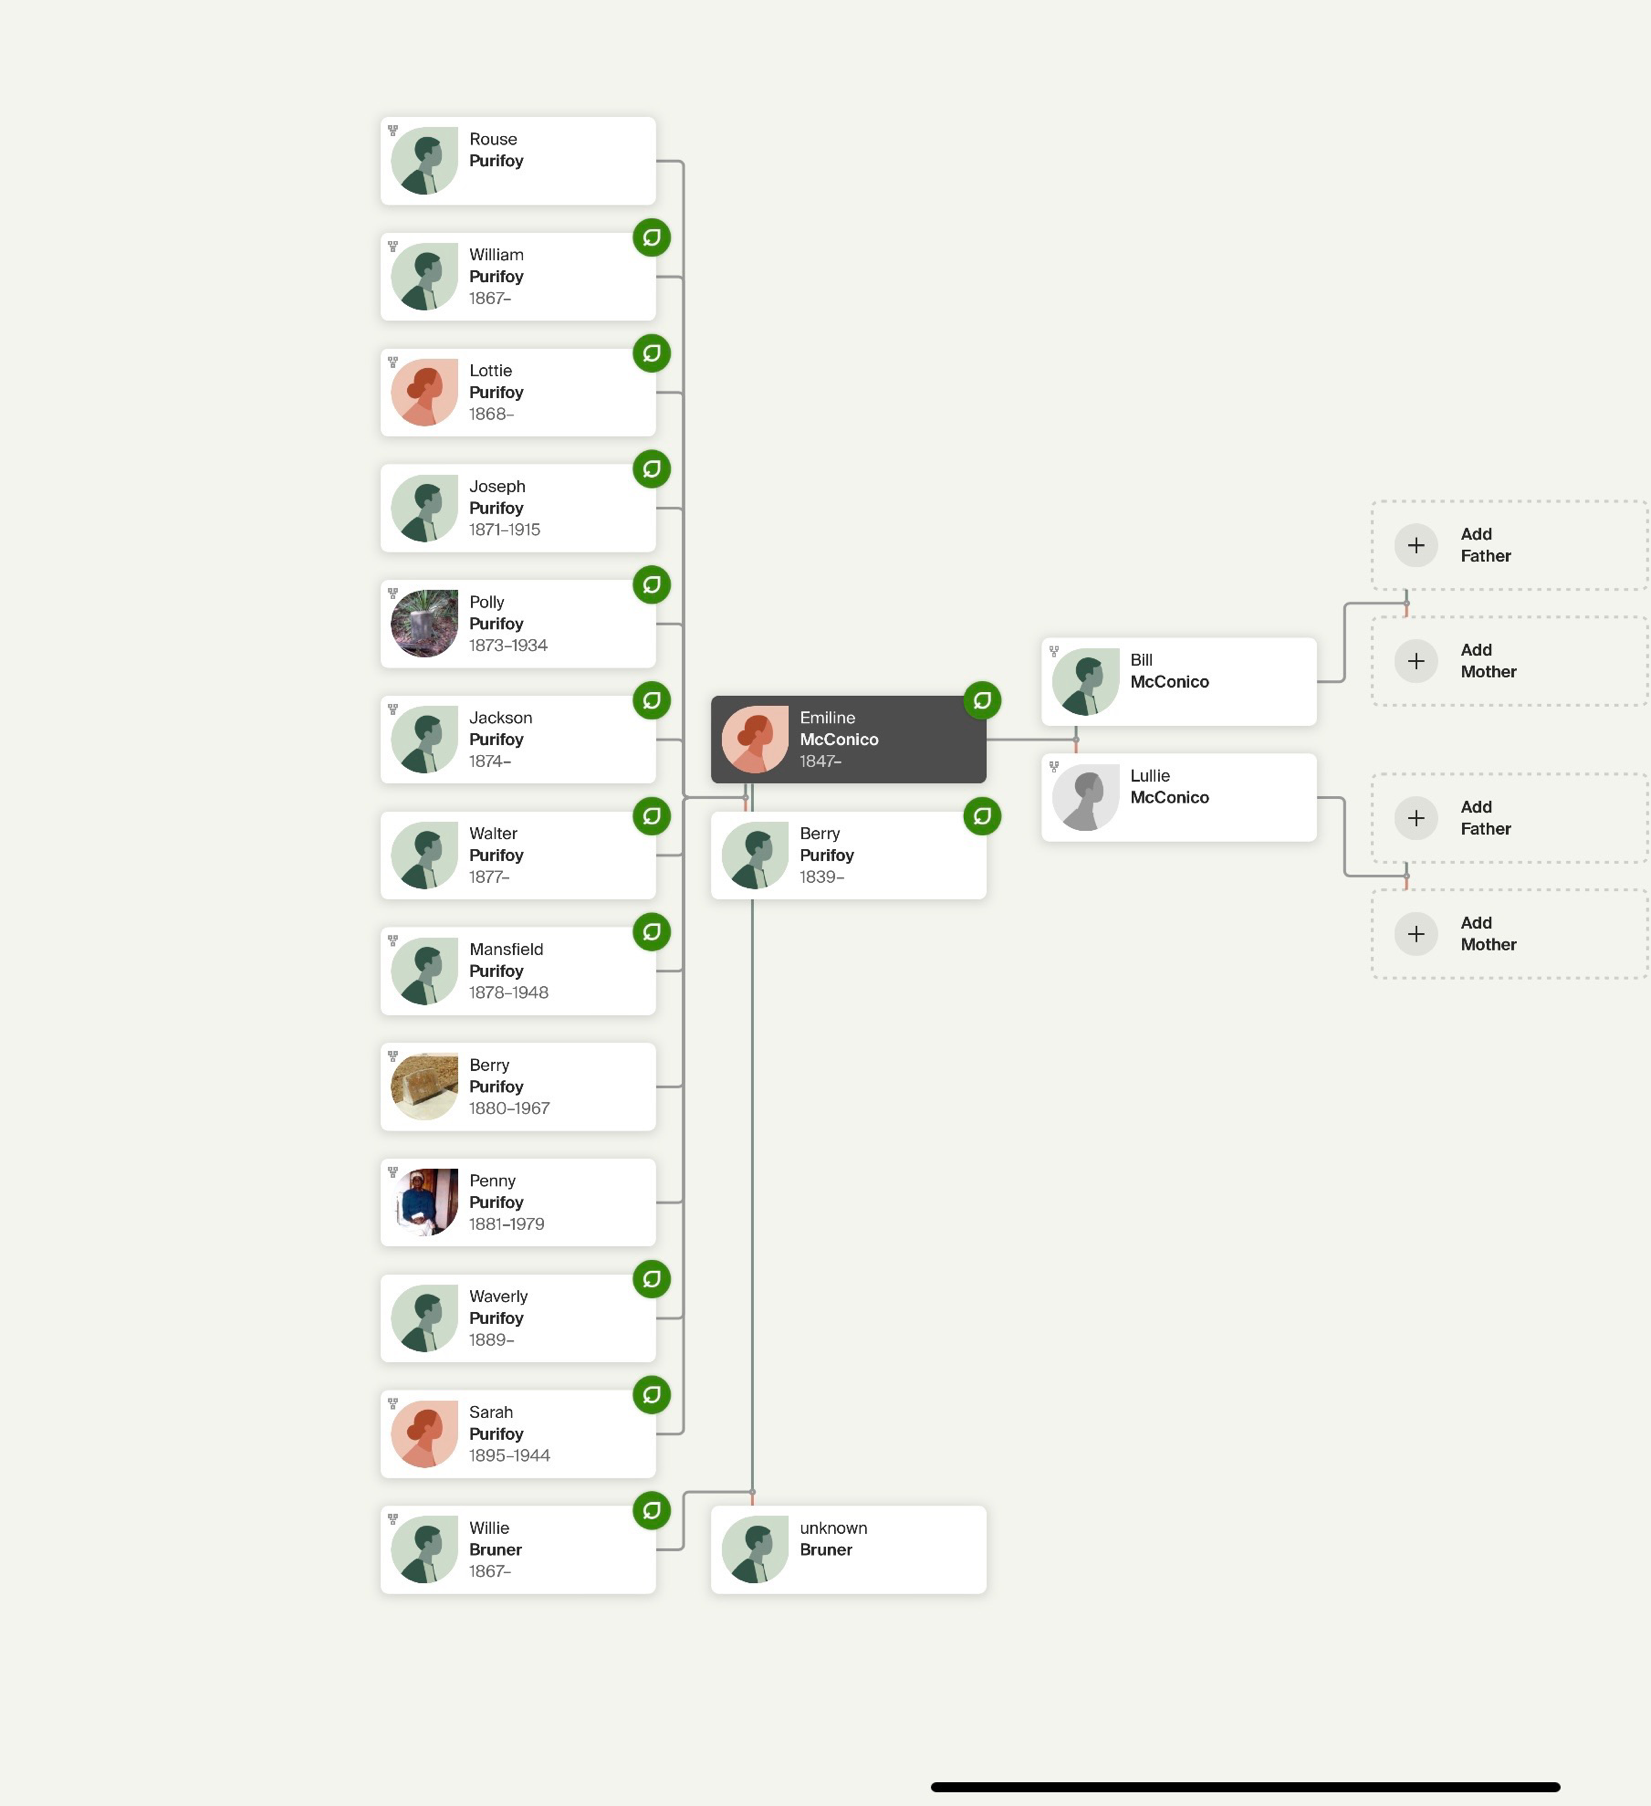 Rouse
Purifoy
William
Purifoy
1867–
Lottie
Purifoy
1868–
Joseph
Purifoy
1871–1915
Polly
Purifoy
1873–1934
Jackson
Purifoy
1874–
Walter
Purifoy
1877–
Mansfield
Purifoy
1878–1948
Berry
Purifoy
1880–1967
Penny
Purifoy
1881–1979
Waverly
Purifoy
1889–
Sarah
Purifoy
1895–1944
Willie
Bruner
1867–
Emiline
McConico
1847–
Berry
Purifoy
1839–
unknown
Bruner
Bill
McConico
Lullie
McConico
Add
Father
Add
Mother
Add
Father
Add
Mother